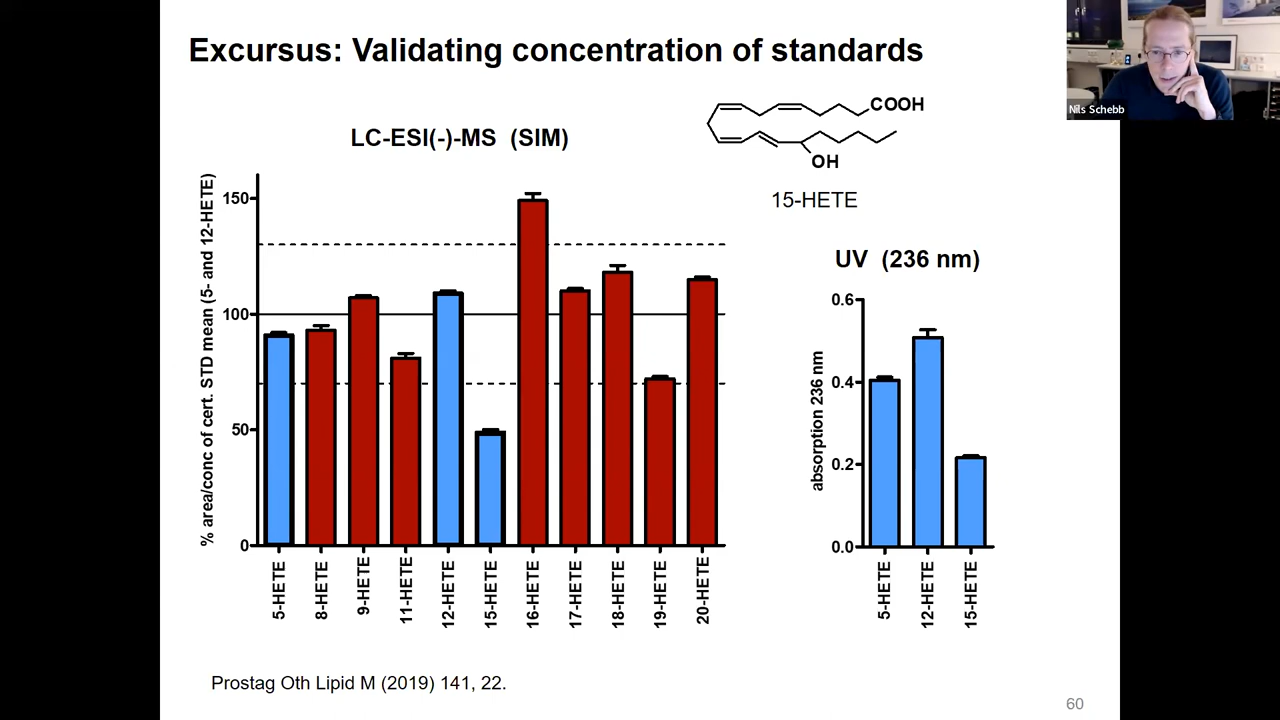 Excursus: Validating concentration of standards
Nils Schebb
LC-ESI(-)-MS (SIM)
COOH
OH
15-HETE
% area/conc of cert. STD mean (5- and 12-HETE)
150
100
50
0
5-HETE
8-HETE
9-HETE
11-HETE
12-HETE
15-HETE
16-HETE
17-HETE
18-HETE
19-HETE
20-HETE
UV (236 nm)
absorption 236 nm
0.6
0.4
0.2
0.0
5-HETE
12-HETE
15-HETE
Prostag Oth Lipid M (2019) 141, 22.
60